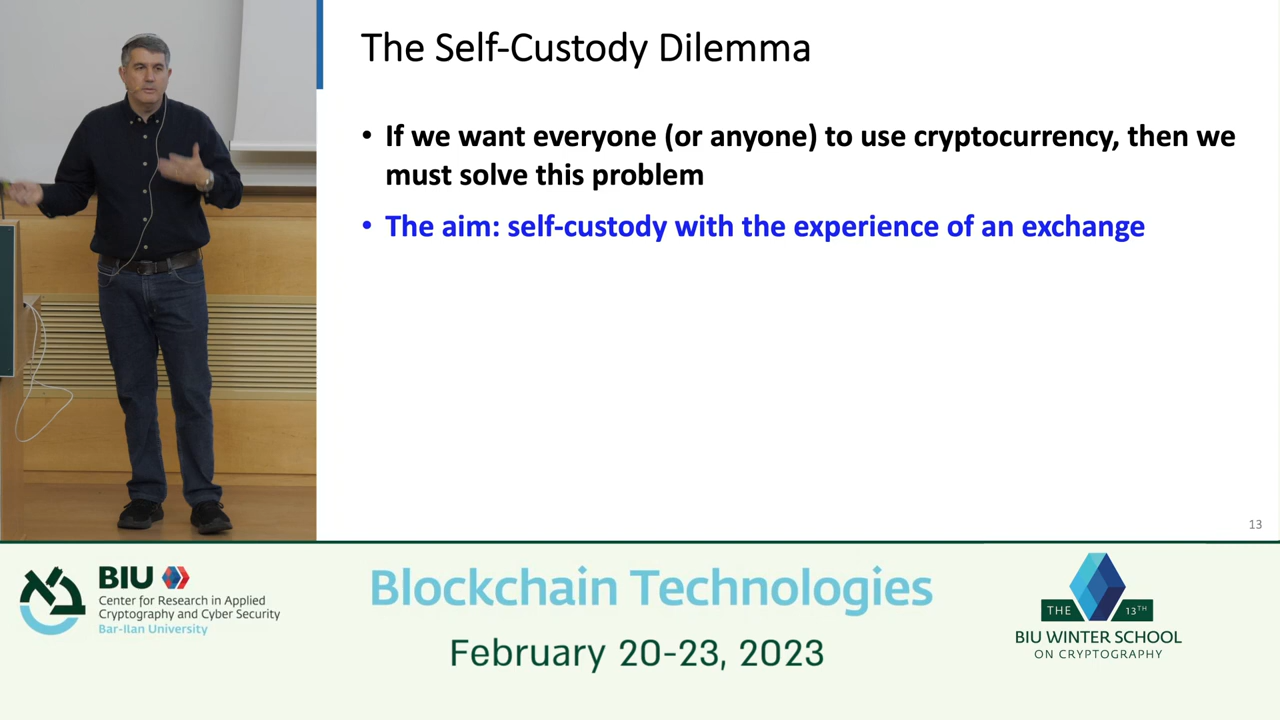 The Self-Custody Dilemma
• If we want everyone (or anyone) to use cryptocurrency, then we
must solve this problem
• The aim: self-custody with the experience of an exchange
13
BIU
Center for Research in Applied
Cryptography and Cyber Security
Bar-Ilan University
Blockchain Technologies
February 20-23, 2023
THE 13TH
BIU WINTER SCHOOL
ON CRYPTOGRAPHY